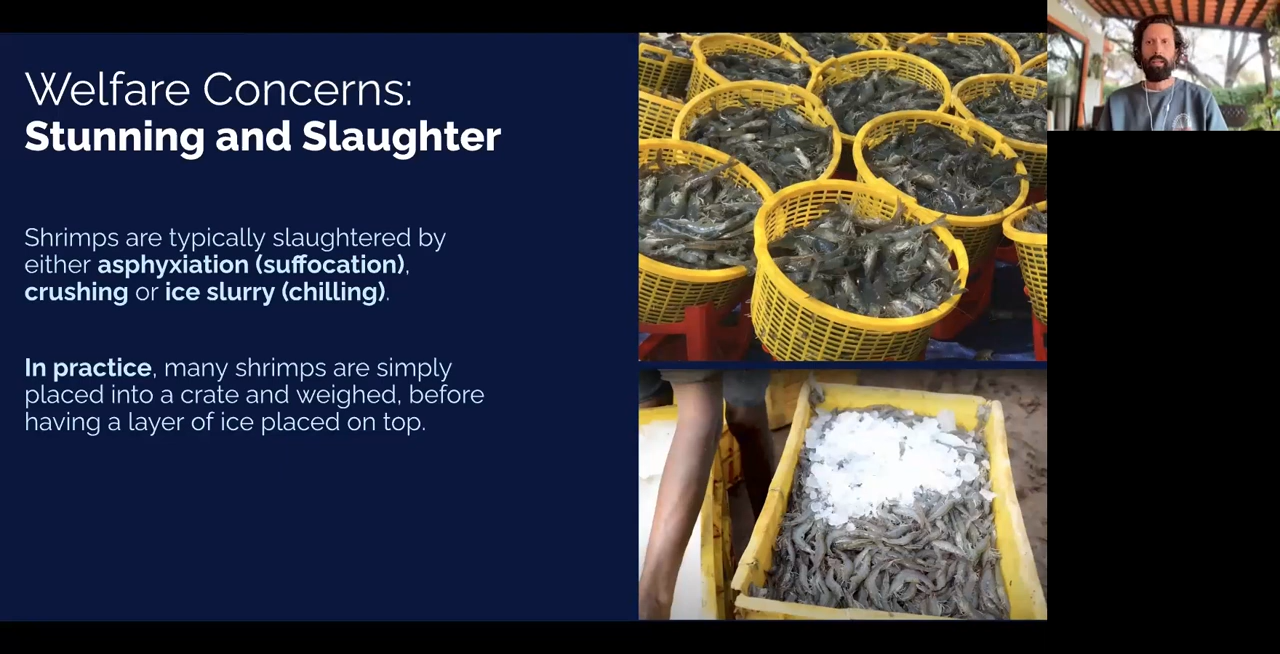 Welfare Concerns:
Stunning and Slaughter
Shrimps are typically slaughtered by
either asphyxiation (suffocation),
crushing or ice slurry (chilling).
In practice, many shrimps are simply
placed into a crate and weighed, before
having a layer of ice placed on top.